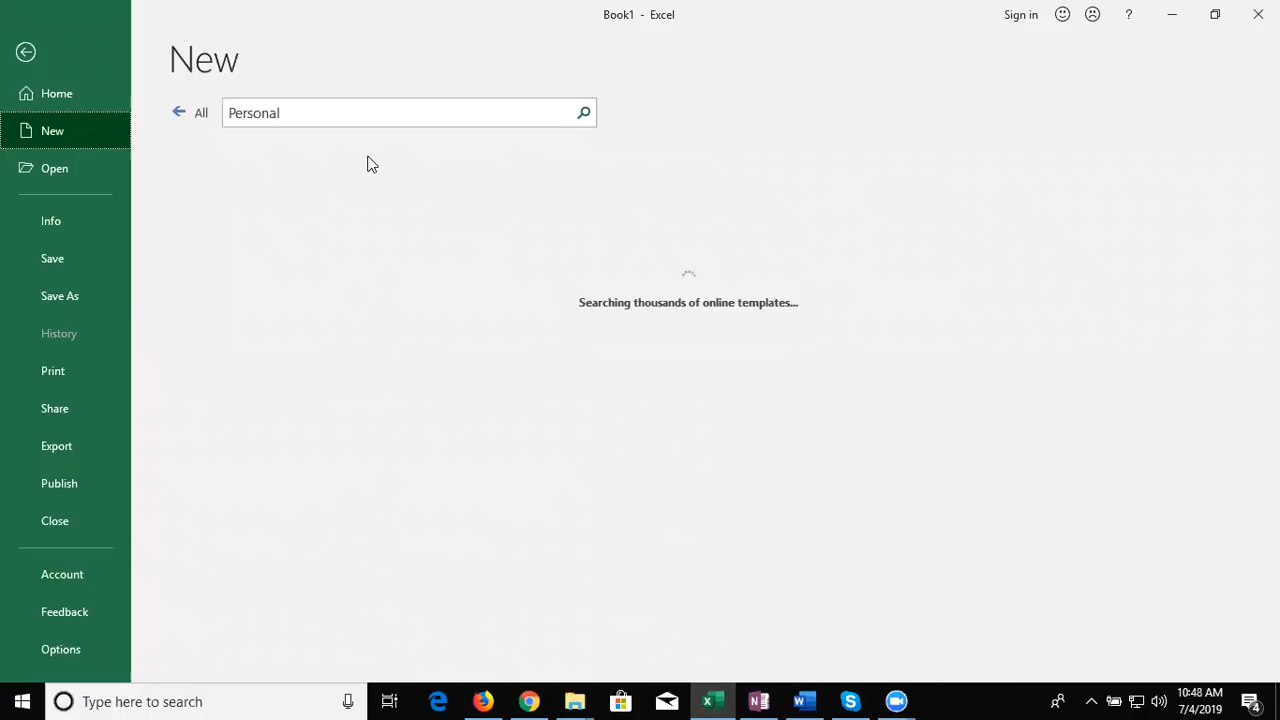 Book1 - Excel
Sign in
?
New
All
Personal
Home
New
Open
Info
Save
Save As
History
Print
Share
Export
Publish
Close
Account
Feedback
Options
Searching thousands of online templates...
Type here to search
10:48 AM
7/4/2019
4